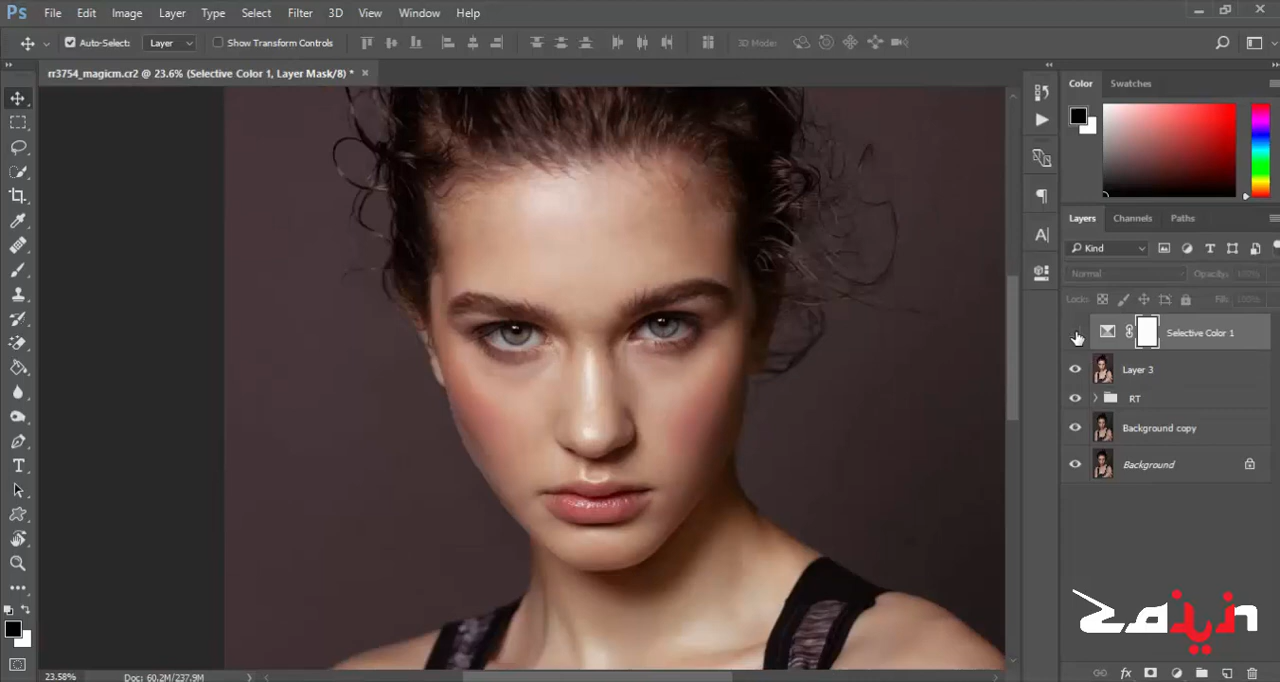 Ps File Edit Image Layer Type Select Filter 3D View Window Help
Auto-Select: Layer Show Transform Controls 3D Mode:
rr3754_magicm.cr2 @ 23.6% (Selective Color 1, Layer Mask/8) *
Color Swatches
Layers Channels Paths
Kind
Normal Opacity: 100%
Lock: Fill: 100%
Selective Color 1
Layer 3
RT
Background copy
Background
23.58% Doc: 60.2M/237.9M